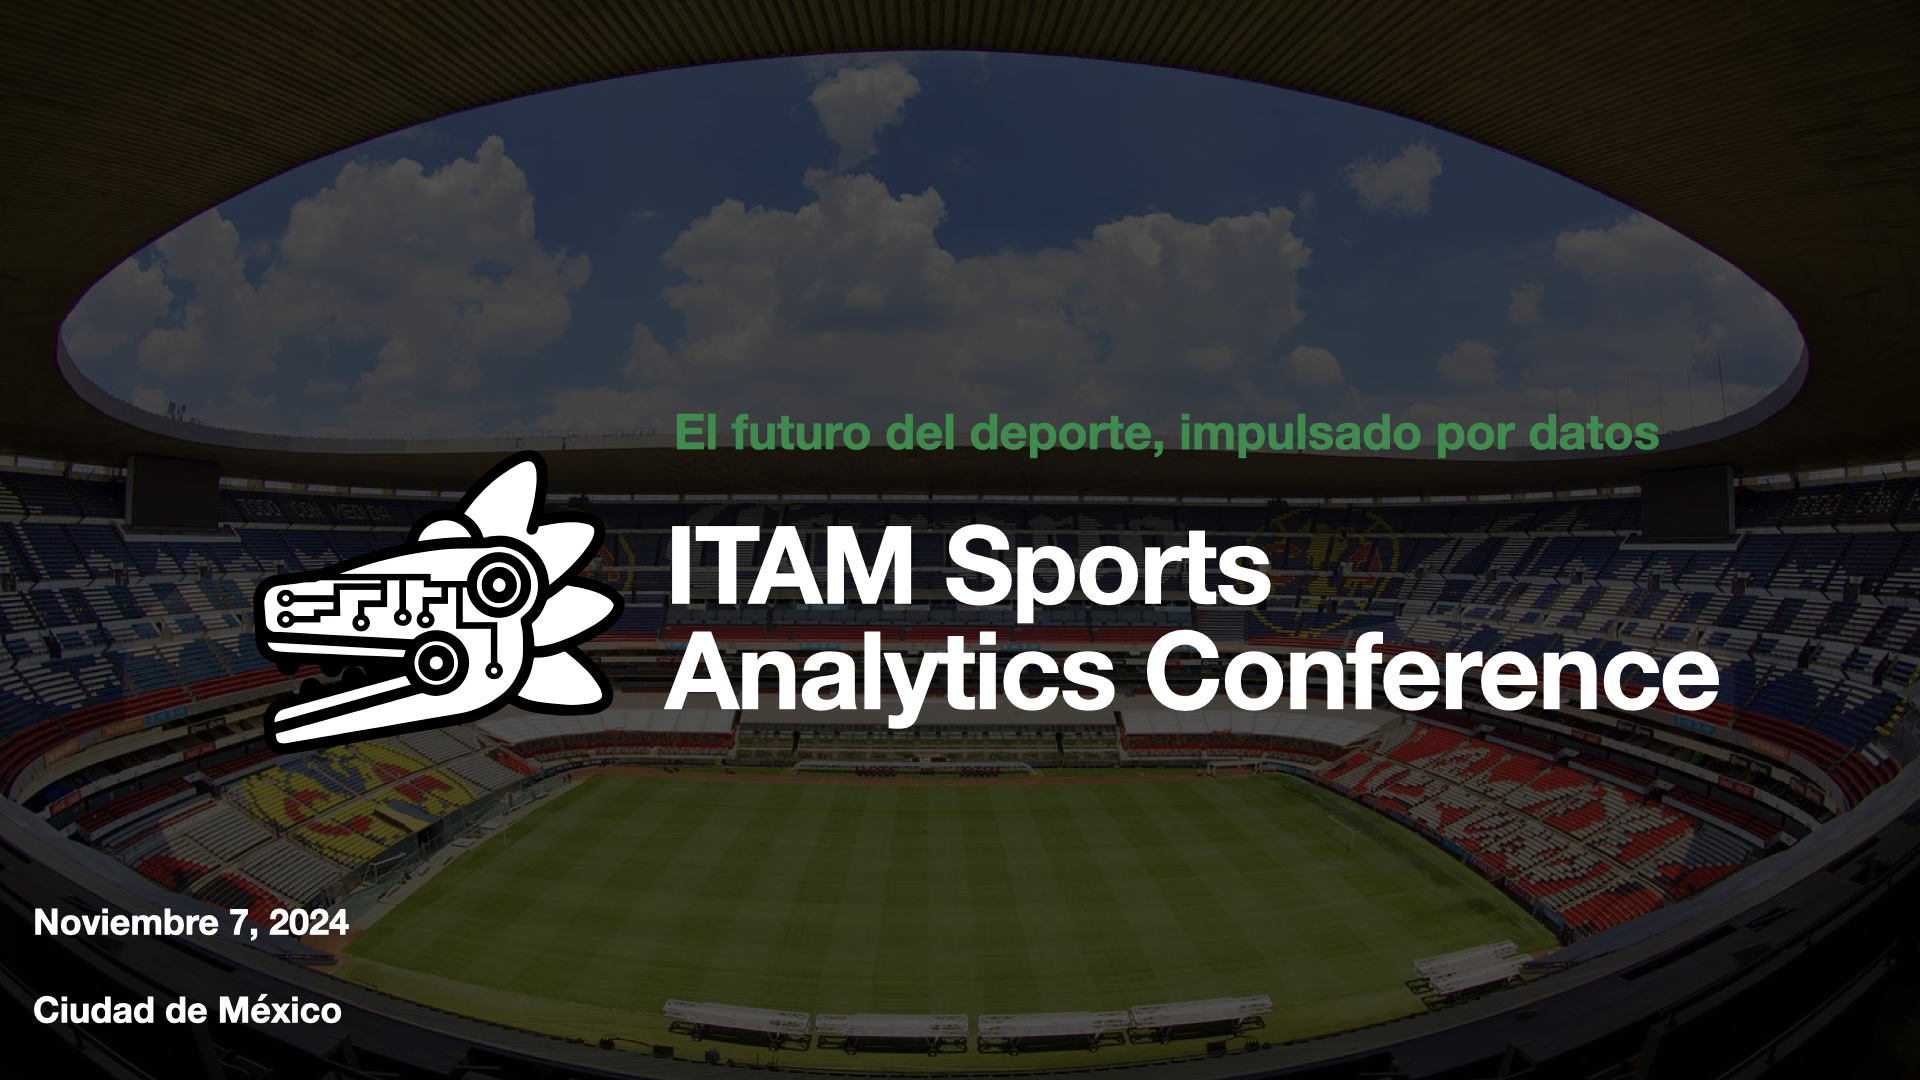 El futuro del deporte, impulsado por datos
ITAM Sports
Analytics Conference
Noviembre 7, 2024
Ciudad de México